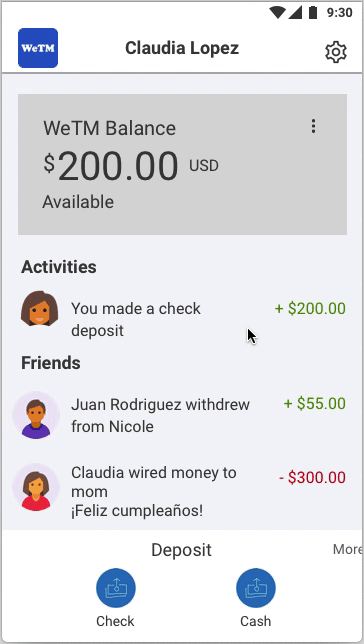 9:30
WeTM
Claudia Lopez
WeTM Balance
$200.00 USD
Available
Activities
You made a check
deposit
+ $200.00
Friends
Juan Rodriguez withdrew
from Nicole
+ $55.00
Claudia wired money to
mom
¡Feliz cumpleaños!
- $300.00
Deposit
More
Check
Cash